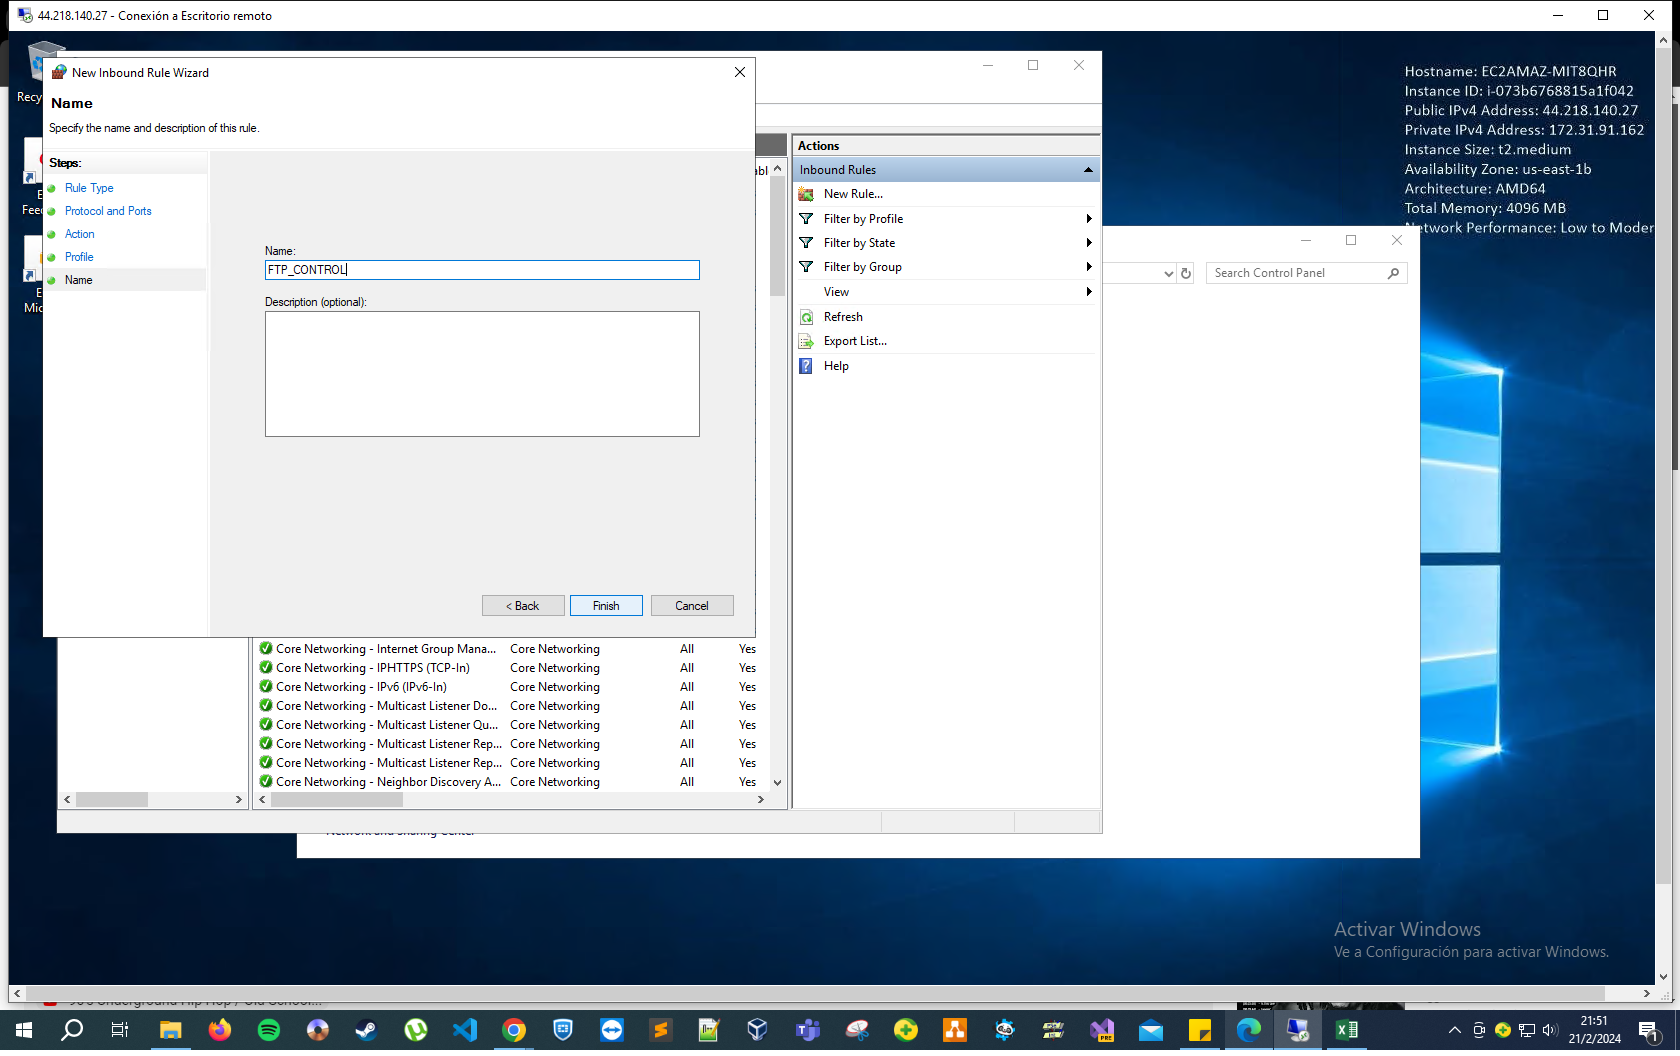 44.218.140.27 - Conexión a Escritorio remoto
Hostname: EC2AMAZ-MIT8QHR
Instance ID: i-073b6768815a1f042
Public IPv4 Address: 44.218.140.27
Private IPv4 Address: 172.31.91.162
Instance Size: t2.medium
Availability Zone: us-east-1b
Architecture: AMD64
Total Memory: 4096 MB
Network Performance: Low to Moder
New Inbound Rule Wizard
Name
Specify the name and description of this rule.
Steps:
Rule Type
Protocol and Ports
Action
Profile
Name
Name:
FTP_CONTROL
Description (optional):
< Back
Finish
Cancel
Actions
Inbound Rules
New Rule...
Filter by Profile
Filter by State
Filter by Group
View
Refresh
Export List...
Help
Search Control Panel
Core Networking - Internet Group Mana... Core Networking All Yes
Core Networking - IPHTTPS (TCP-In) Core Networking All Yes
Core Networking - IPv6 (IPv6-In) Core Networking All Yes
Core Networking - Multicast Listener Do... Core Networking All Yes
Core Networking - Multicast Listener Qu... Core Networking All Yes
Core Networking - Multicast Listener Rep... Core Networking All Yes
Core Networking - Multicast Listener Rep... Core Networking All Yes
Core Networking - Neighbor Discovery A... Core Networking All Yes
Network and Sharing Center
Activar Windows
Ve a Configuración para activar Windows.
21:51
21/2/2024
1